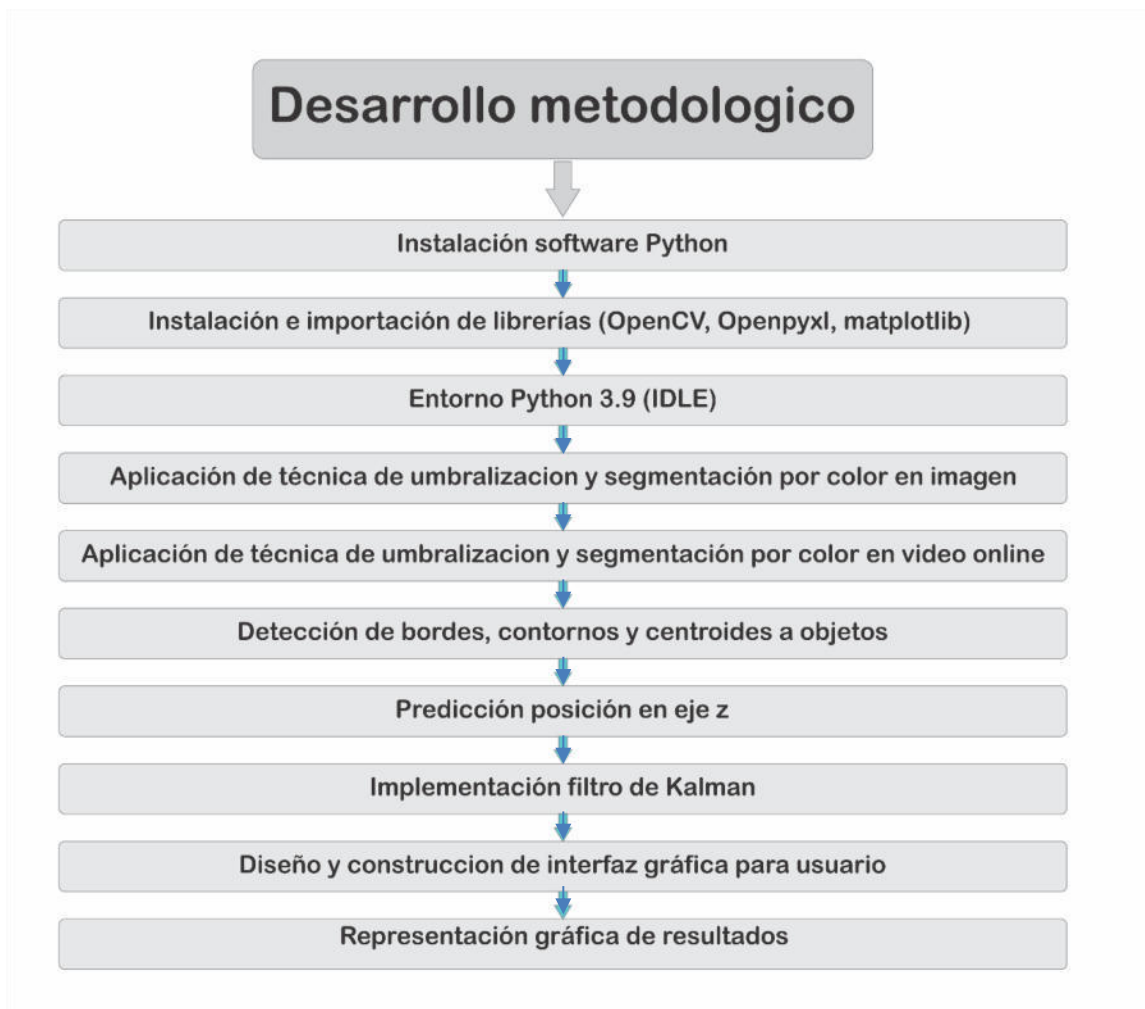 Desarrollo metodologico
Instalación software Python
Instalación e importación de librerías (OpenCV, Openpyxl, matplotlib)
Entorno Python 3.9 (IDLE)
Aplicación de técnica de umbralizacion y segmentación por color en imagen
Aplicación de técnica de umbralizacion y segmentación por color en video online
Detección de bordes, contornos y centroides a objetos
Predicción posición en eje z
Implementación filtro de Kalman
Diseño y construccion de interfaz gráfica para usuario
Representación gráfica de resultados